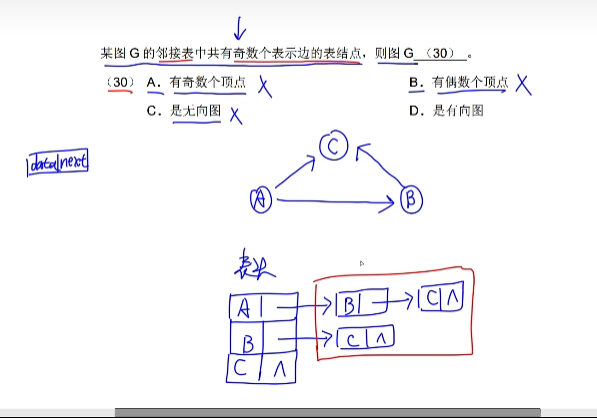 某图 G 的邻接表中共有奇数个表示边的表结点，则图 G （30） 。
（30） A．有奇数个顶点 X B．有偶数个顶点 X
C．是无向图 X D．是有向图
data next
C
A B
表头
A B C ∧
B C ∧
C ∧